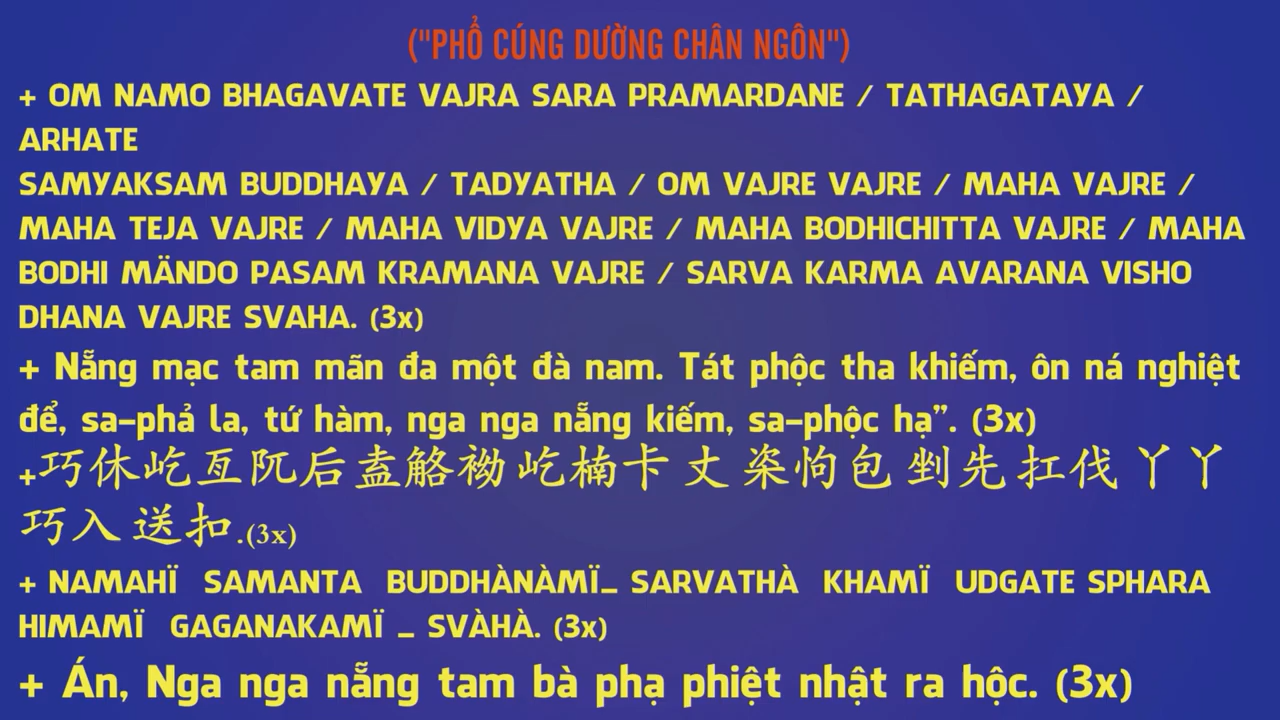 ("PHỔ CÚNG DƯỜNG CHÂN NGÔN")
+ OM NAMO BHAGAVATE VAJRA SARA PRAMARDANE / TATHAGATAYA /
ARHATE
SAMYAKSAM BUDDHAYA / TADYATHA / OM VAJRE VAJRE / MAHA VAJRE /
MAHA TEJA VAJRE / MAHA VIDYA VAJRE / MAHA BODHICHITTA VAJRE / MAHA
BODHI MÄNDO PASAM KRAMANA VAJRE / SARVA KARMA AVARANA VISHO
DHANA VAJRE SVAHA. (3x)
+ Nẵng mạc tam mãn đa một đà nam. Tát phộc tha khiếm, ôn ná nghiệt
để, sa-phả la, tứ hàm, nga nga nẵng kiếm, sa-phộc hạ”. (3x)
+巧休屹亙阢后盍觡袎 屹楠卡 丈 栥恂包 剉先 扛伐 丫丫
巧入 送扣.(3x)
+ NAMAHÏ SAMANTA BUDDHÀNÀMÏ_ SARVATHÀ KHAMÏ UDGATE SPHARA
HIMAMÏ GAGANAKAMÏ _ SVÀHÀ. (3x)
+ Án, Nga nga nẵng tam bà phạ phiệt nhật ra hộc. (3x)